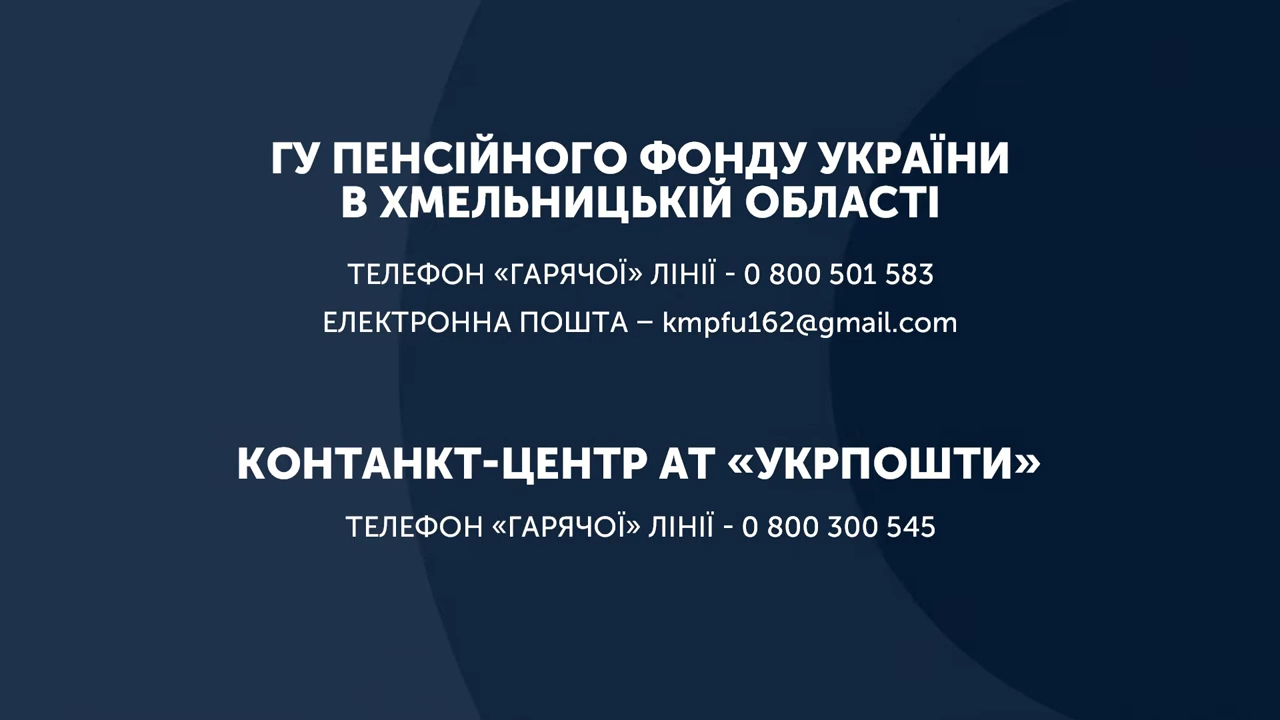 ГУ ПЕНСІЙНОГО ФОНДУ УКРАЇНИ
В ХМЕЛЬНИЦЬКІЙ ОБЛАСТІ
ТЕЛЕФОН «ГАРЯЧОЇ» ЛІНІЇ - 0 800 501 583
ЕЛЕКТРОННА ПОШТА – kmpfu162@gmail.com
КОНТАНКТ-ЦЕНТР АТ «УКРПОШТИ»
ТЕЛЕФОН «ГАРЯЧОЇ» ЛІНІЇ - 0 800 300 545